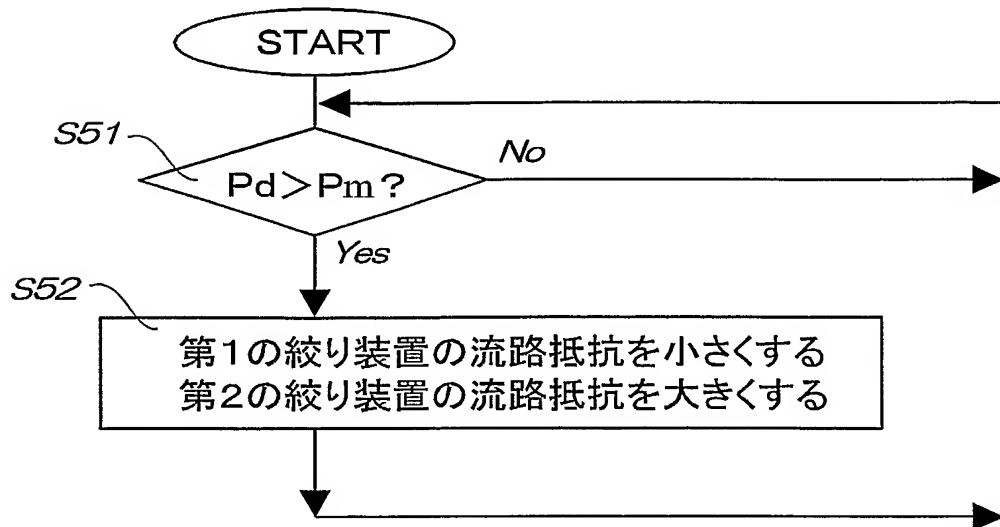 START
S51
No
Pd>Pm?
Yes
S52
第1の絞り装置の流路抵抗を小さくする
第2の絞り装置の流路抵抗を大きくする